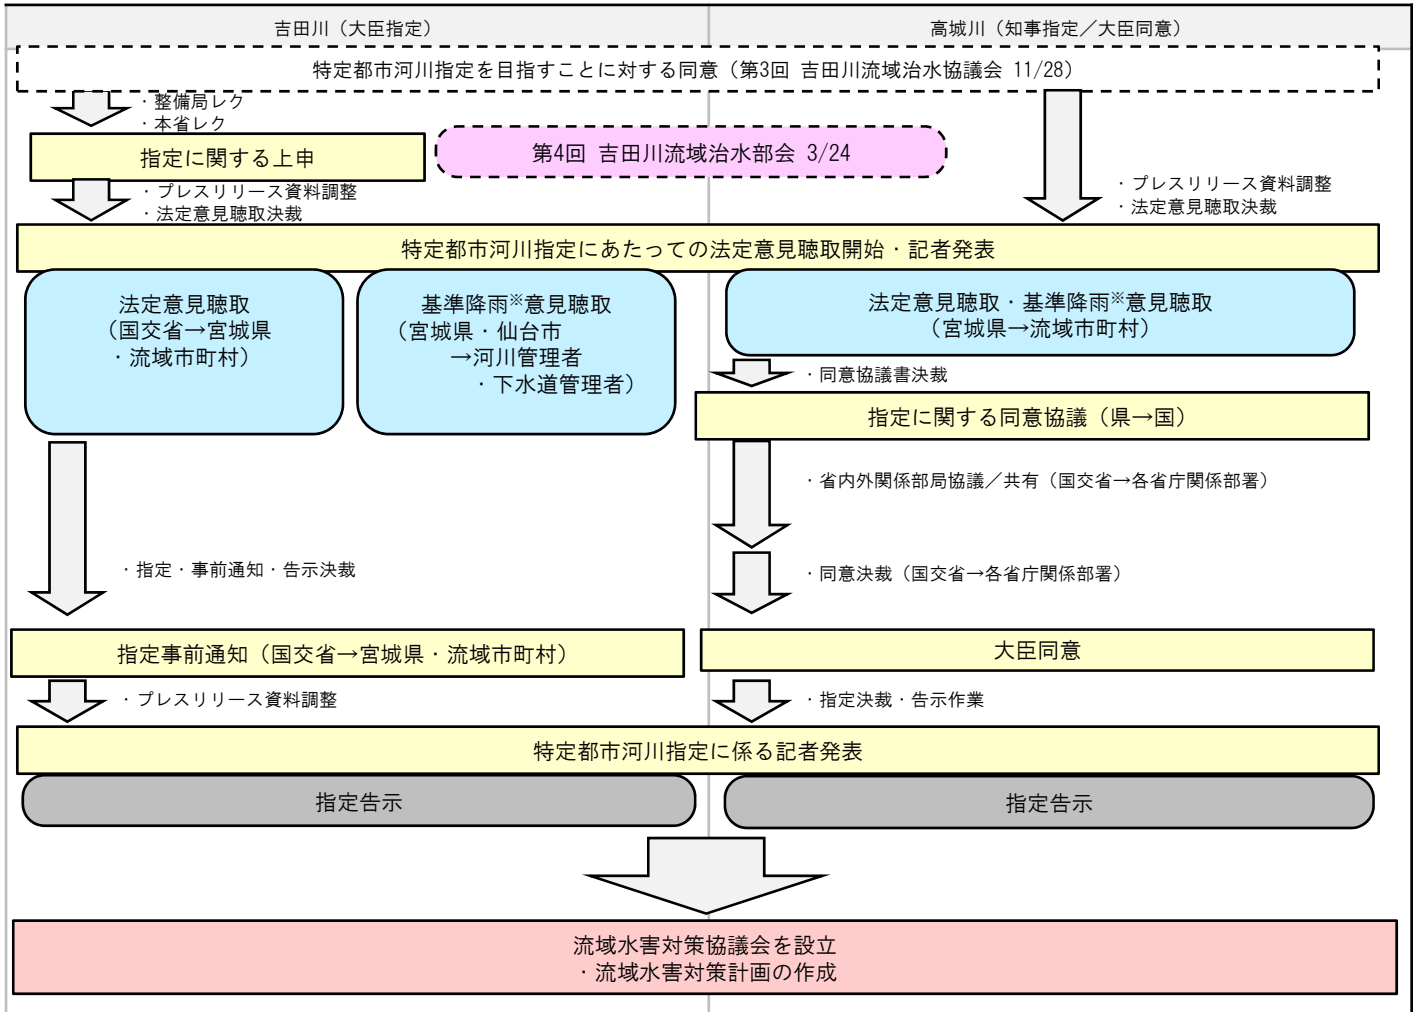 吉田川（大臣指定）
高城川（知事指定／大臣同意）
特定都市河川指定を目指すことに対する同意（第3回 吉田川流域治水協議会 11/28）
・整備局レク
・本省レク
指定に関する上申
第4回 吉田川流域治水部会 3/24
・プレスリリース資料調整
・法定意見聴取決裁
・プレスリリース資料調整
・法定意見聴取決裁
特定都市河川指定にあたっての法定意見聴取開始・記者発表
法定意見聴取
（国交省→宮城県
・流域市町村）
基準降雨※意見聴取
（宮城県・仙台市
→河川管理者
・下水道管理者）
法定意見聴取・基準降雨※意見聴取
（宮城県→流域市町村）
・同意協議書決裁
指定に関する同意協議（県→国）
・省内外関係部局協議／共有（国交省→各省庁関係部署）
・指定・事前通知・告示決裁
・同意決裁（国交省→各省庁関係部署）
指定事前通知（国交省→宮城県・流域市町村）
大臣同意
・プレスリリース資料調整
・指定決裁・告示作業
特定都市河川指定に係る記者発表
指定告示
指定告示
流域水害対策協議会を設立
・流域水害対策計画の作成